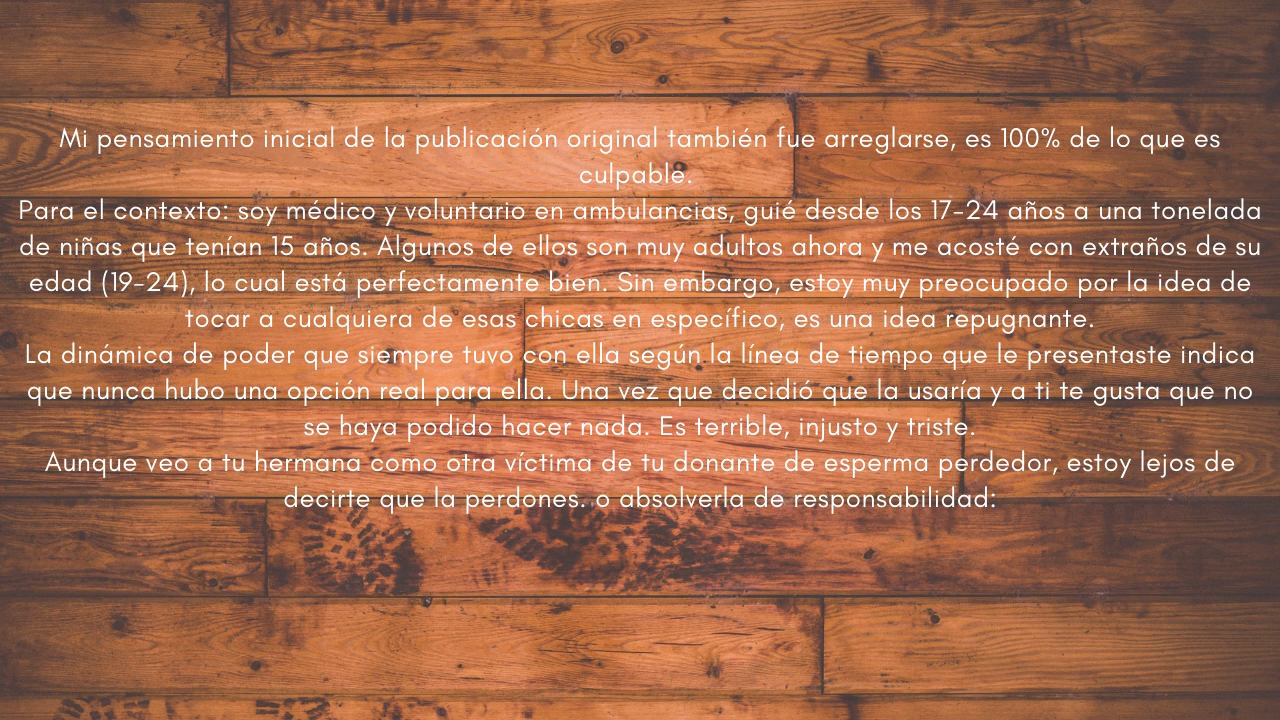 Mi pensamiento inicial de la publicación original también fue arreglarse, es 100% de lo que es
culpable.
Para el contexto: soy médico y voluntario en ambulancias, guié desde los 17-24 años a una tonelada
de niñas que tenían 15 años. Algunos de ellos son muy adultos ahora y me acosté con extraños de su
edad (19-24), lo cual está perfectamente bien. Sin embargo, estoy muy preocupado por la idea de
tocar a cualquiera de esas chicas en específico, es una idea repugnante.
La dinámica de poder que siempre tuvo con ella según la línea de tiempo que le presentaste indica
que nunca hubo una opción real para ella. Una vez que decidió que la usaría y a ti te gusta que no
se haya podido hacer nada. Es terrible, injusto y triste.
Aunque veo a tu hermana como otra víctima de tu donante de esperma perdedor, estoy lejos de
decirte que la perdones. o absolverla de responsabilidad: